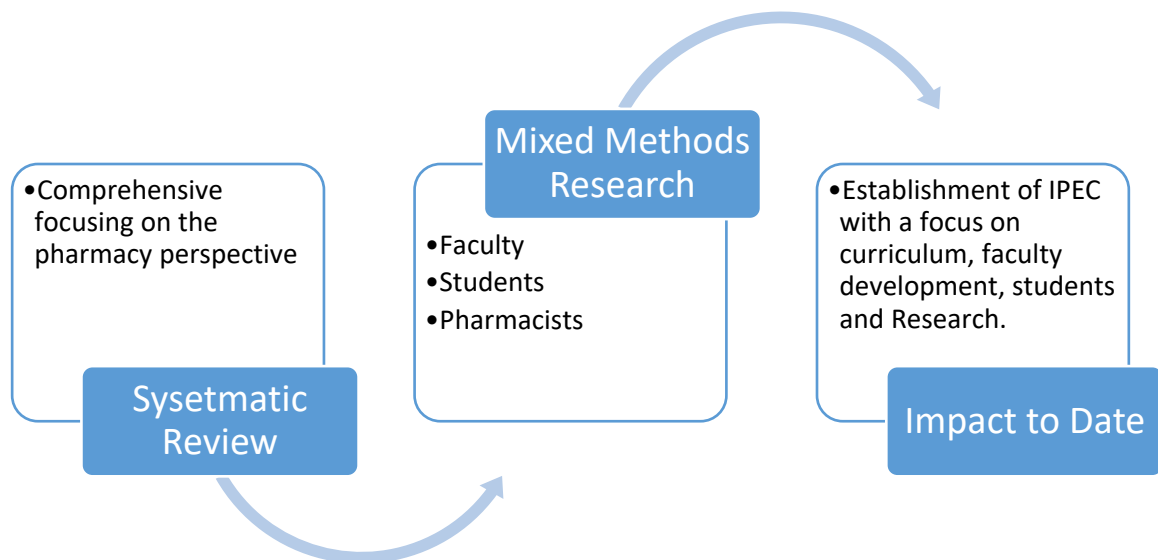 •Comprehensive
focusing on the
pharmacy perspective
Sysetmatic
Review
Mixed Methods
Research
•Faculty
•Students
•Pharmacists
•Establishment of IPEC
with a focus on
curriculum, faculty
development, students
and Research.
Impact to Date